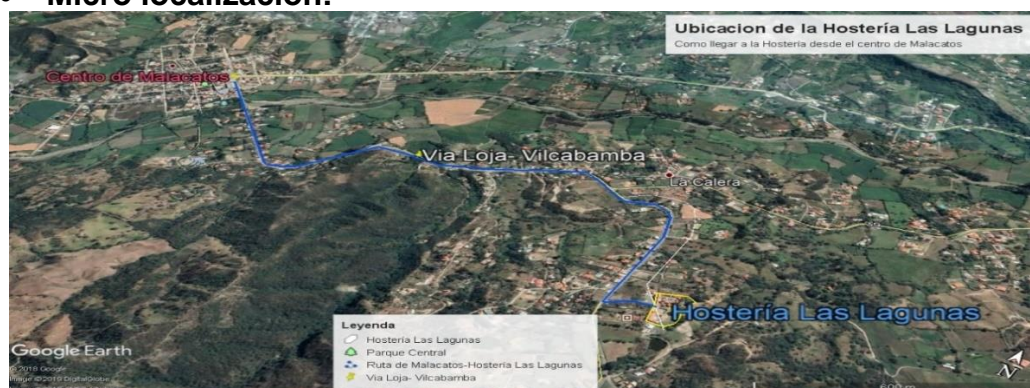 Micro localización:
Ubicacion de la Hostería Las Lagunas
Como llegar a la Hosteria desde el centro de Malacatos
Centro de Malacatos
Via Loja- Vilcabamba
La Calera
Hostería Las Lagunas
Leyenda
Hosteria Las Lagunas
Parque Central
Ruta de Malacatos-Hostería Las Lagunas
Via Loja- Vilcabamba
Google Earth
© 2018 Google
Image © 2018 DigitalGlobe
N
600 m